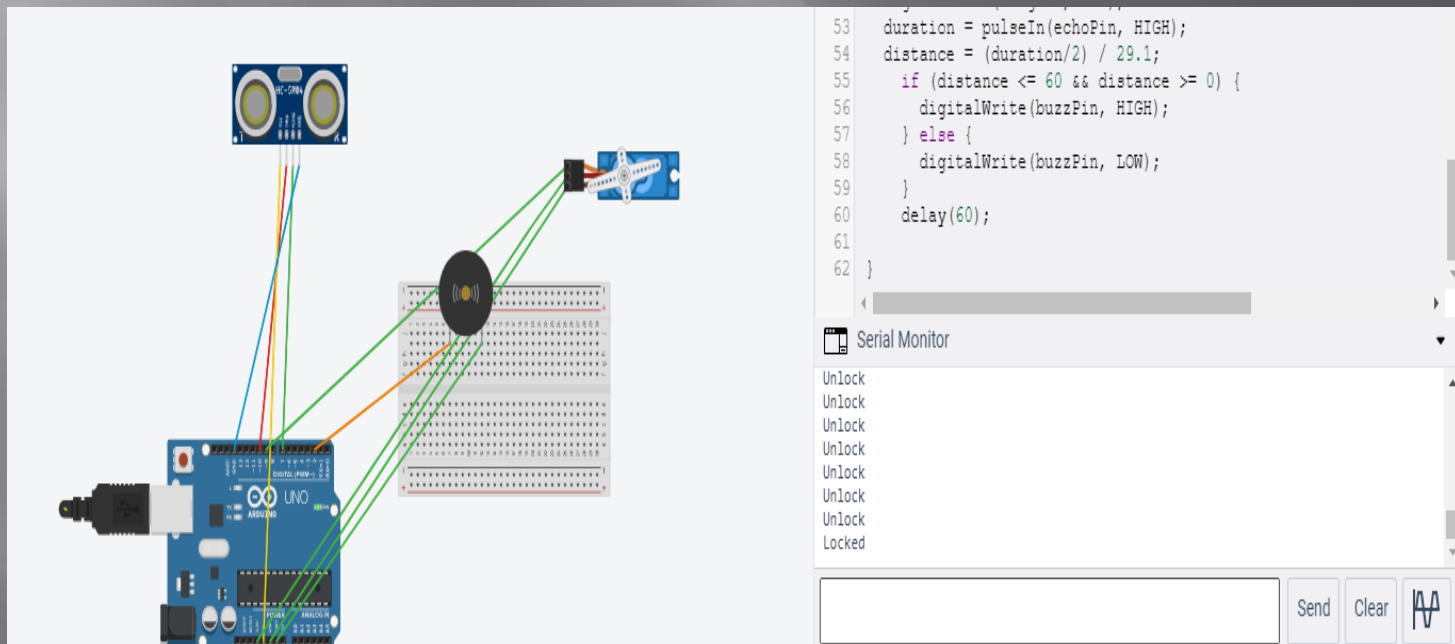 HC-SR04
DIGITAL (PWM~)
UNO
ARDUINO
POWER
ANALOG IN
53 duration = pulseIn(echoPin, HIGH);
54 distance = (duration/2) / 29.1;
55 if (distance <= 60 && distance >= 0) {
56 digitalWrite(buzzPin, HIGH);
57 } else {
58 digitalWrite(buzzPin, LOW);
59 }
60 delay(60);
61
62 }
Serial Monitor
Unlock
Unlock
Unlock
Unlock
Unlock
Unlock
Unlock
Locked
Send
Clear